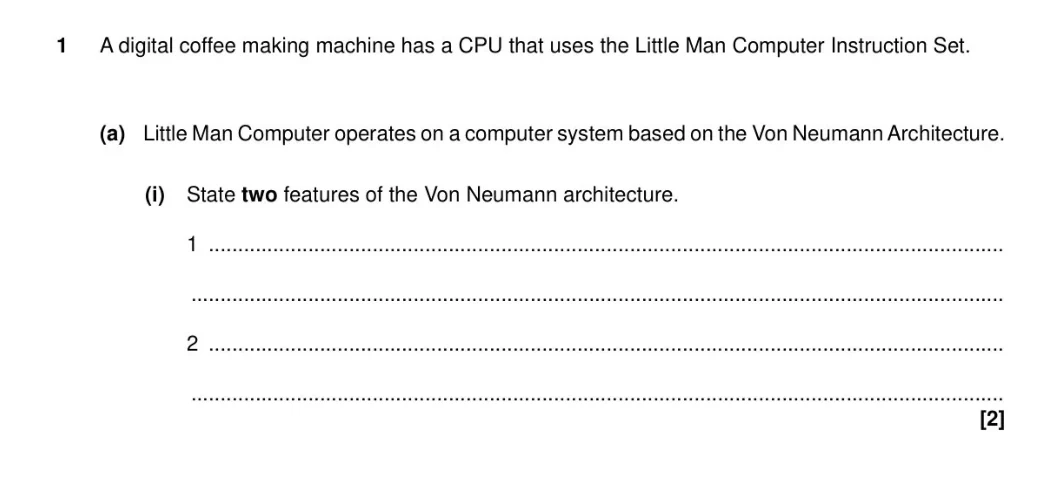 1 A digital coffee making machine has a CPU that uses the Little Man Computer Instruction Set.
(a) Little Man Computer operates on a computer system based on the Von Neumann Architecture.
(i) State two features of the Von Neumann architecture.
1 ..........................................................................................................................................
..............................................................................................................................................
2 ..........................................................................................................................................
..............................................................................................................................................
[2]